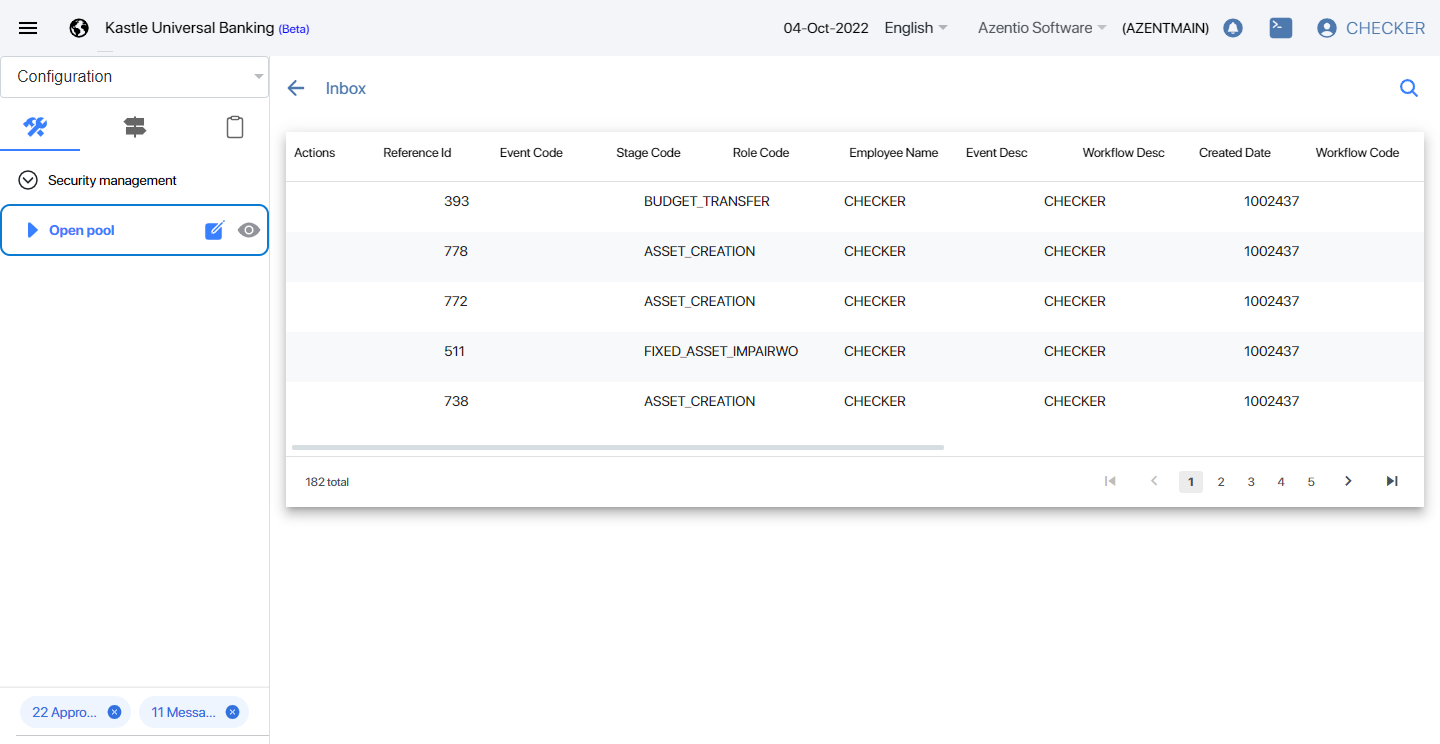 Kastle Universal Banking (Beta)
04-Oct-2022 English Azentio Software (AZENTMAIN) CHECKER
Configuration
Security management
Open pool
22 Appro...
11 Messa...
Inbox
Actions Reference Id Event Code Stage Code Role Code Employee Name Event Desc Workflow Desc Created Date Workflow Code
393 BUDGET_TRANSFER CHECKER CHECKER 1002437
778 ASSET_CREATION CHECKER CHECKER 1002437
772 ASSET_CREATION CHECKER CHECKER 1002437
511 FIXED_ASSET_IMPAIRWO CHECKER CHECKER 1002437
738 ASSET_CREATION CHECKER CHECKER 1002437
182 total 1 2 3 4 5